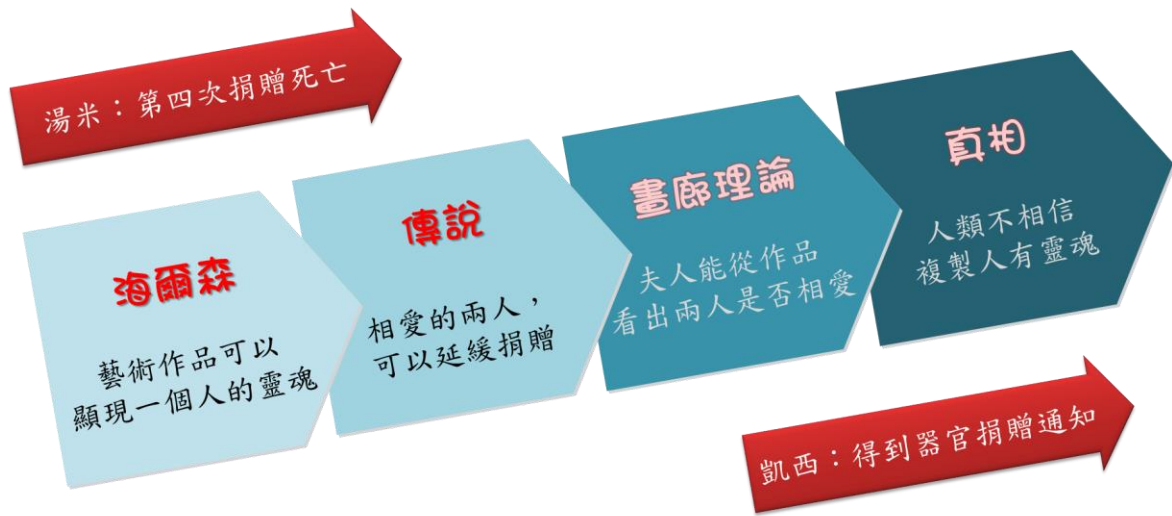 湯米：第四次捐贈死亡
海爾森
藝術作品可以
顯現一個人的靈魂
傳說
相愛的兩人，
可以延緩捐贈
畫廊理論
夫人能從作品
看出兩人是否相愛
真相
人類不相信
複製人有靈魂
凱西：得到器官捐贈通知